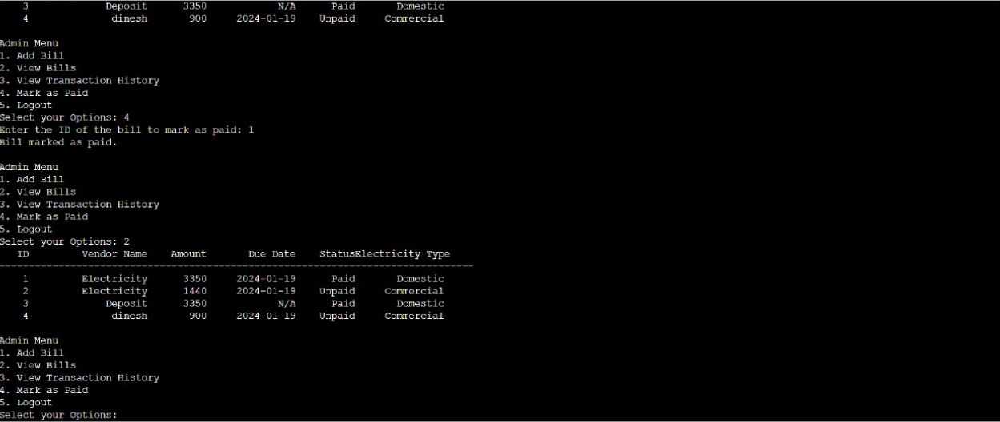 3 Deposit 3350 N/A Paid Domestic
4 dinesh 900 2024-01-19 Unpaid Commercial
Admin Menu
1. Add Bill
2. View Bills
3. View Transaction History
4. Mark as Paid
5. Logout
Select your Options: 4
Enter the ID of the bill to mark as paid: 1
Bill marked as paid.
Admin Menu
1. Add Bill
2. View Bills
3. View Transaction History
4. Mark as Paid
5. Logout
Select your Options: 2
ID Vendor Name Amount Due Date StatusElectricity Type
--------------------------------------------------------------------------------
1 Electricity 3350 2024-01-19 Paid Domestic
2 Electricity 1440 2024-01-19 Unpaid Commercial
3 Deposit 3350 N/A Paid Domestic
4 dinesh 900 2024-01-19 Unpaid Commercial
Admin Menu
1. Add Bill
2. View Bills
3. View Transaction History
4. Mark as Paid
5. Logout
Select your Options: